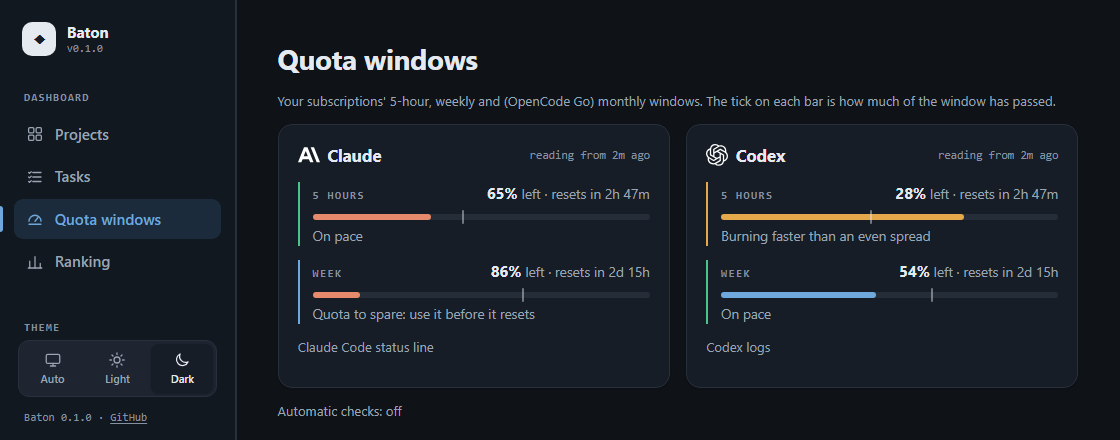 Baton
v0.1.0
DASHBOARD
Projects
Tasks
Quota windows
Ranking
THEME
Auto
Light
Dark
Baton 0.1.0 · GitHub
Quota windows
Your subscriptions' 5-hour, weekly and (OpenCode Go) monthly windows. The tick on each bar is how much of the window has passed.
Claude
reading from 2m ago
5 HOURS
65% left · resets in 2h 47m
On pace
WEEK
86% left · resets in 2d 15h
Quota to spare: use it before it resets
Claude Code status line
Codex
reading from 2m ago
5 HOURS
28% left · resets in 2h 47m
Burning faster than an even spread
WEEK
54% left · resets in 2d 15h
On pace
Codex logs
Automatic checks: off